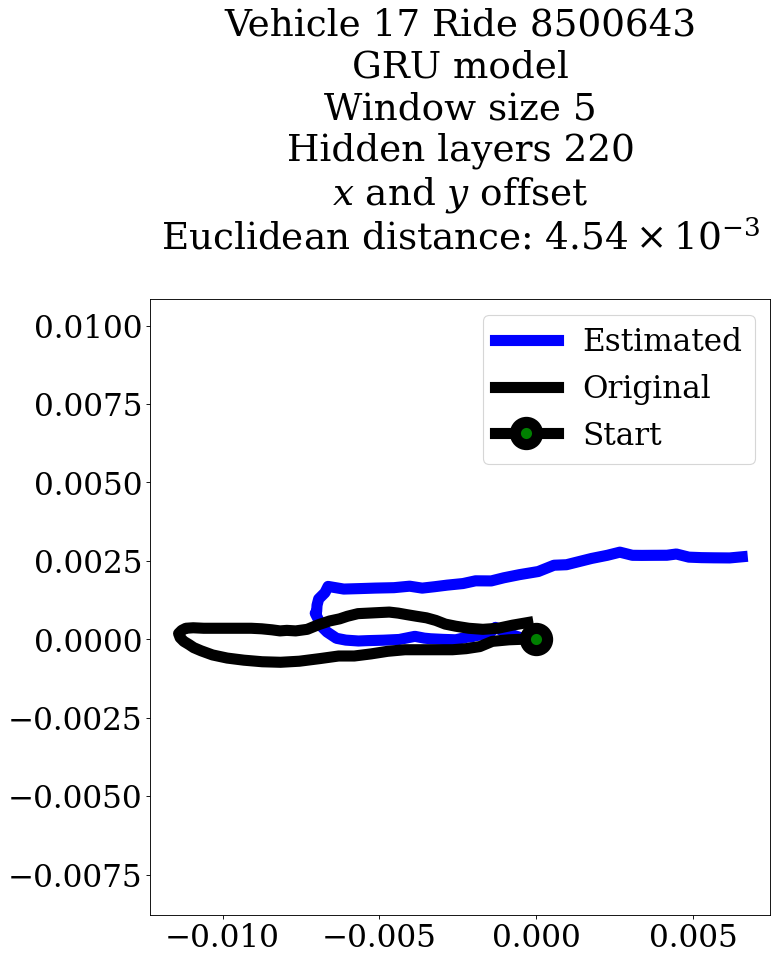 Vehicle 17 Ride 8500643
GRU model
Window size 5
Hidden layers 220
x and y offset
Euclidean distance: 4.54 × 10⁻³
Estimated
Original
Start
0.0100
0.0075
0.0050
0.0025
0.0000
−0.0025
−0.0050
−0.0075
−0.010 −0.005 0.000 0.005